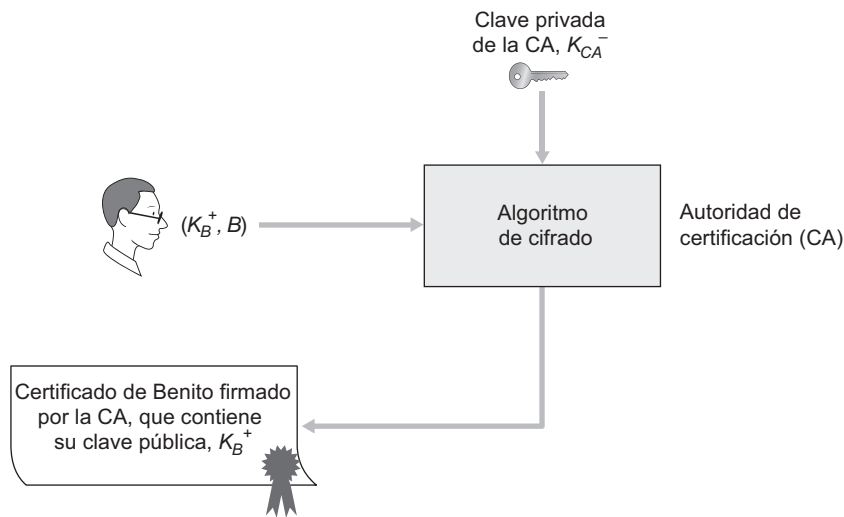 Clave privada
de la CA, K_CA^–
(K_B^+, B)
Algoritmo
de cifrado
Autoridad de
certificación (CA)
Certificado de Benito firmado
por la CA, que contiene
su clave pública, K_B^+